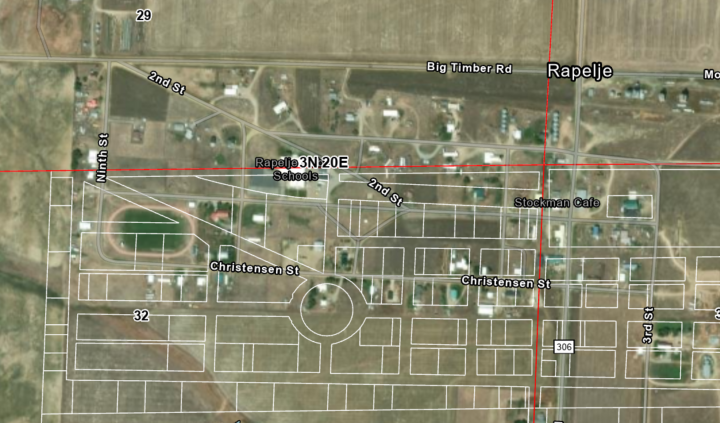 29
Big Timber Rd
Rapelje
Mo
2nd St
Ninth St
Rapelje 3N 20E
Schools
2nd St
Stockman Cafe
Christensen St
Christensen St
32
3rd St
306